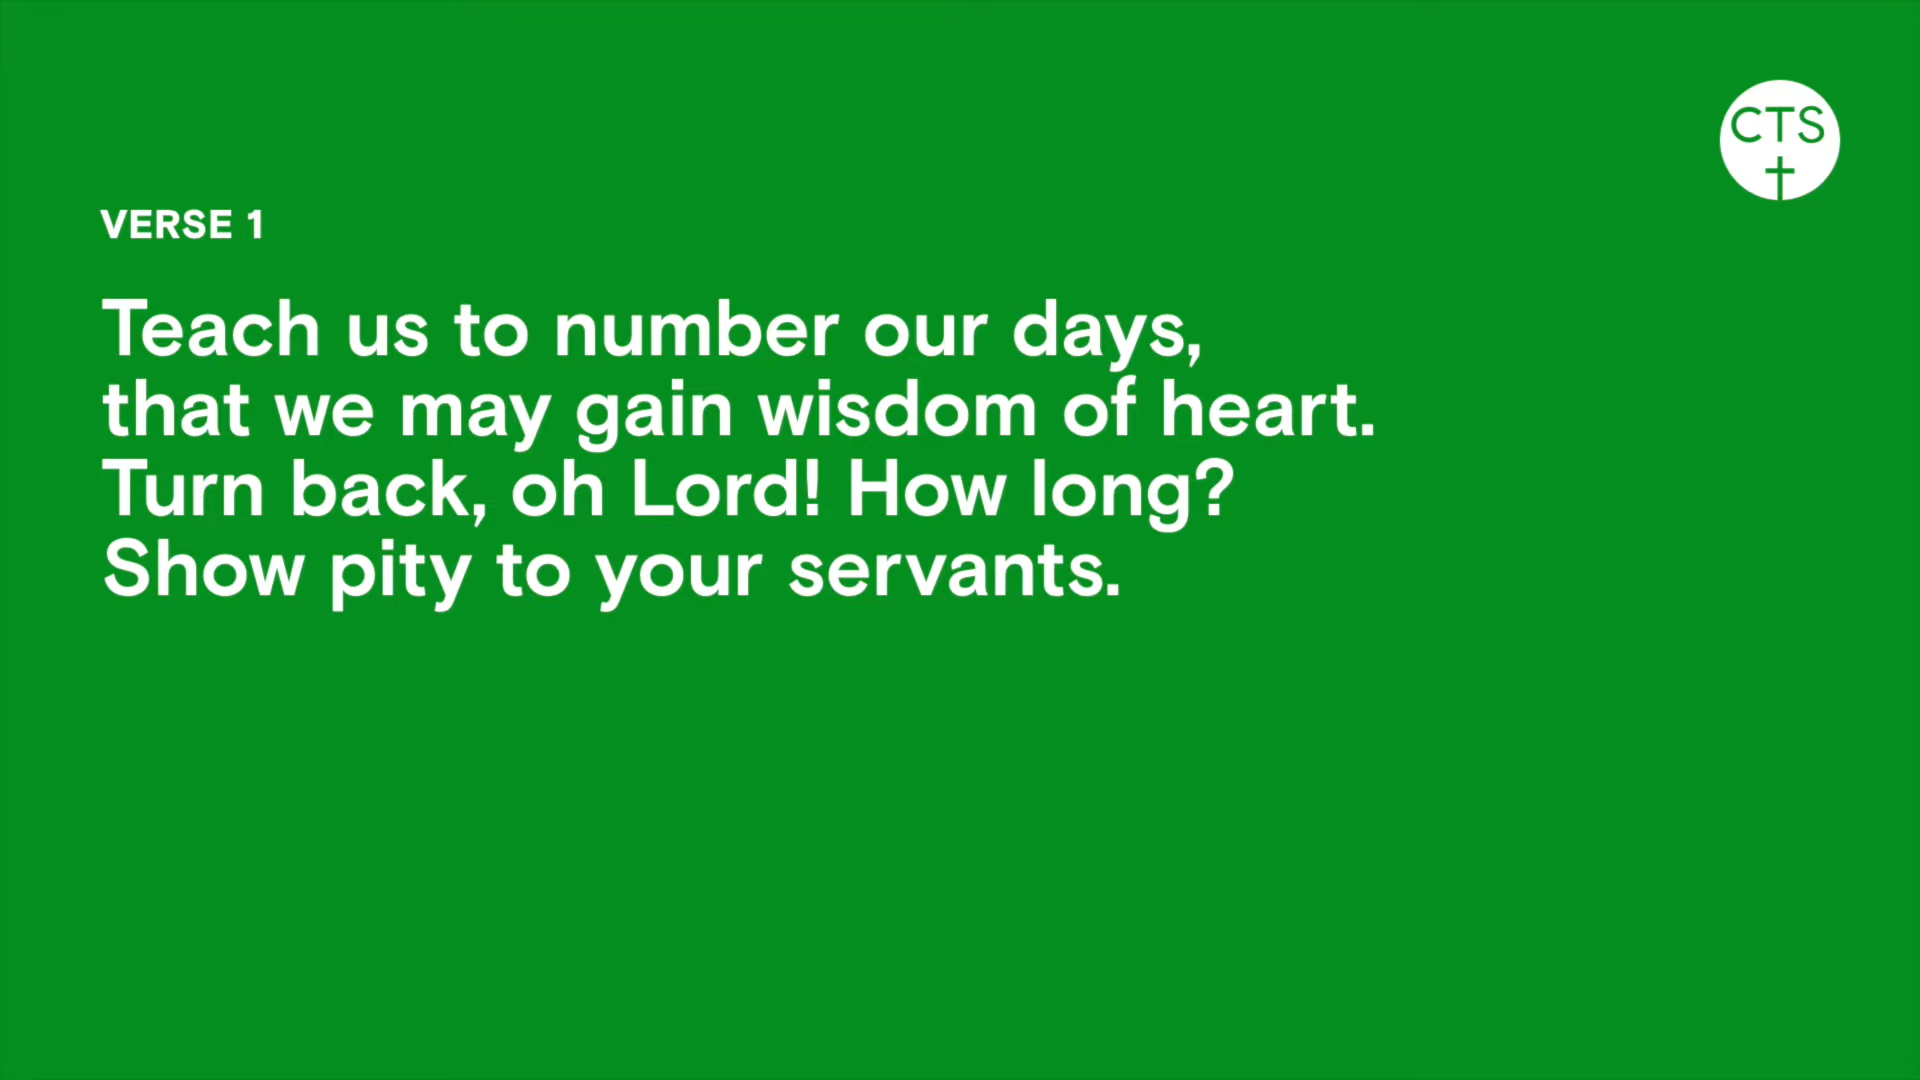 CTS
VERSE 1
Teach us to number our days,
that we may gain wisdom of heart.
Turn back, oh Lord! How long?
Show pity to your servants.